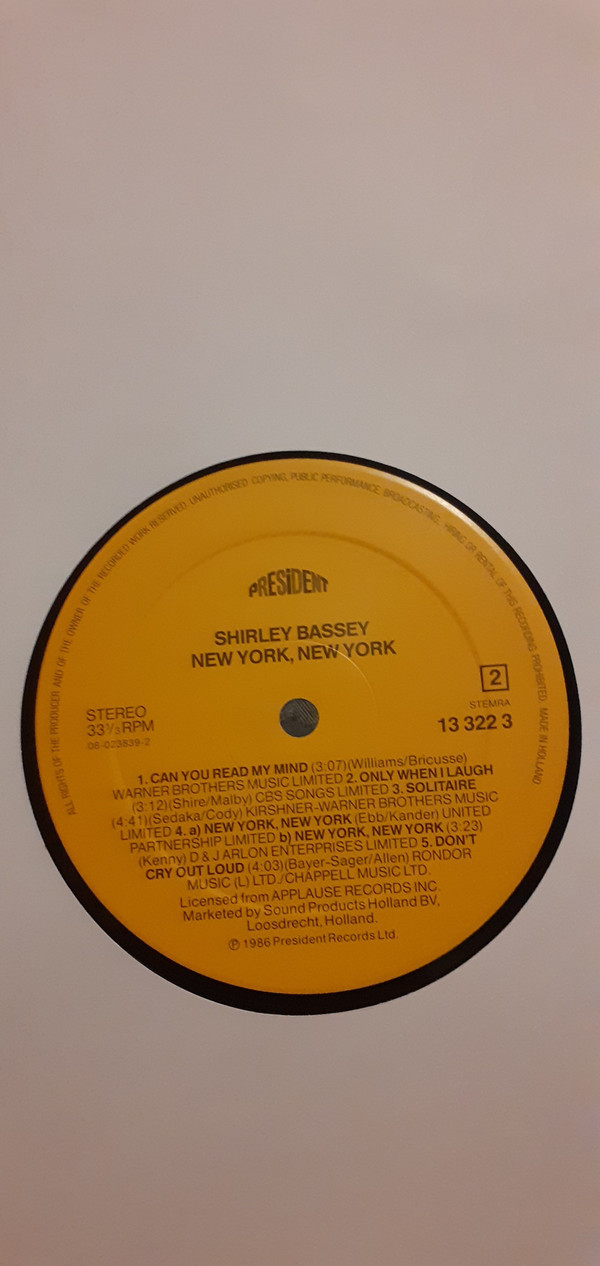 ALL RIGHTS OF THE PRODUCER AND OF THE OWNER OF THE RECORDED WORK RESERVED. UNAUTHORISED COPYING, PUBLIC PERFORMANCE, BROADCASTING, HIRING OR RENTAL OF THIS RECORDING PROHIBITED. MADE IN HOLLAND
PRESiDENT
SHIRLEY BASSEY
NEW YORK, NEW YORK
2
STEREO
33⅓ RPM
06-023839-2
STEMRA
13 322 3
1. CAN YOU READ MY MIND (3:07)(Williams/Bricusse)
WARNER BROTHERS MUSIC LIMITED 2. ONLY WHEN I LAUGH
(3:12)(Shire/Malby) CBS SONGS LIMITED 3. SOLITAIRE
(4:41)(Sedaka/Cody) KIRSHNER-WARNER BROTHERS MUSIC
LIMITED 4. a) NEW YORK, NEW YORK (Ebb/Kander) UNITED
PARTNERSHIP LIMITED b) NEW YORK, NEW YORK (3:23)
(Kenny) D & J ARLON ENTERPRISES LIMITED 5. DON'T
CRY OUT LOUD (4:03)(Bayer-Sager/Allen) RONDOR
MUSIC (L) LTD./CHAPPELL MUSIC LTD.
Licensed from APPLAUSE RECORDS INC.
Marketed by Sound Products Holland BV,
Loosdrecht, Holland.
℗ 1986 President Records Ltd.